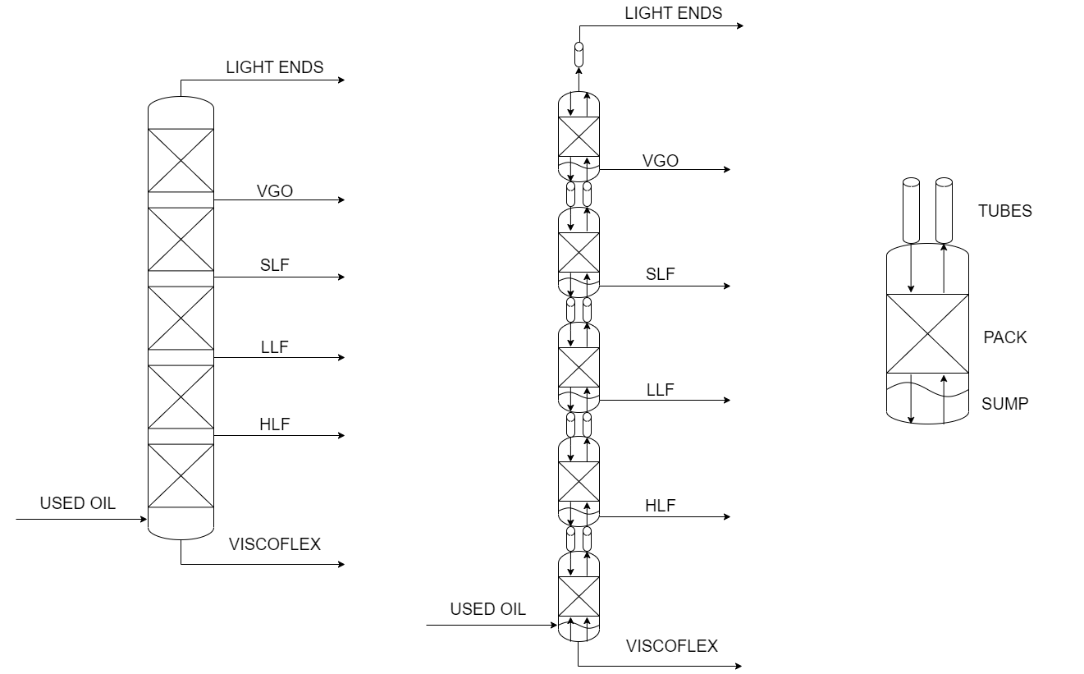 LIGHT ENDS
VGO
SLF
LLF
HLF
USED OIL
VISCOFLEX
LIGHT ENDS
VGO
SLF
LLF
HLF
USED OIL
VISCOFLEX
TUBES
PACK
SUMP